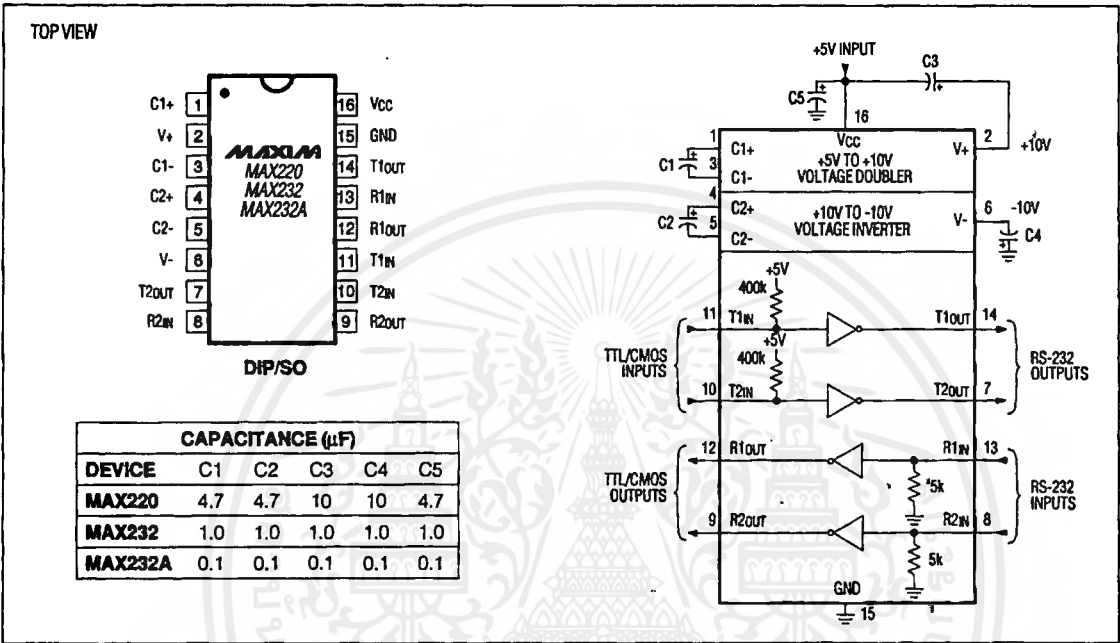 TOP VIEW
C1+ 1
V+ 2
C1- 3
C2+ 4
C2- 5
V- 6
T2OUT 7
R2IN 8
MAXIM
MAX220
MAX232
MAX232A
16 VCC
15 GND
14 T1OUT
13 R1IN
12 R1OUT
11 T1IN
10 T2IN
9 R2OUT
DIP/SO
CAPACITANCE (µF)
DEVICE C1 C2 C3 C4 C5
MAX220 4.7 4.7 10 10 4.7
MAX232 1.0 1.0 1.0 1.0 1.0
MAX232A 0.1 0.1 0.1 0.1 0.1
+5V INPUT
C3
C5
16
1 VCC 2
C1+ +5V TO +10V V+ +10V
C1 3 VOLTAGE DOUBLER
C1-
4
C2+ +10V TO -10V V- 6 -10V
C2 5 VOLTAGE INVERTER C4
C2-
+5V
400k
11 T1IN T1OUT 14
+5V
TTL/CMOS
INPUTS
400k
RS-232
OUTPUTS
10 T2IN T2OUT 7
12 R1OUT R1IN 13
TTL/CMOS
OUTPUTS
5k
RS-232
INPUTS
9 R2OUT R2IN 8
5k
GND
15